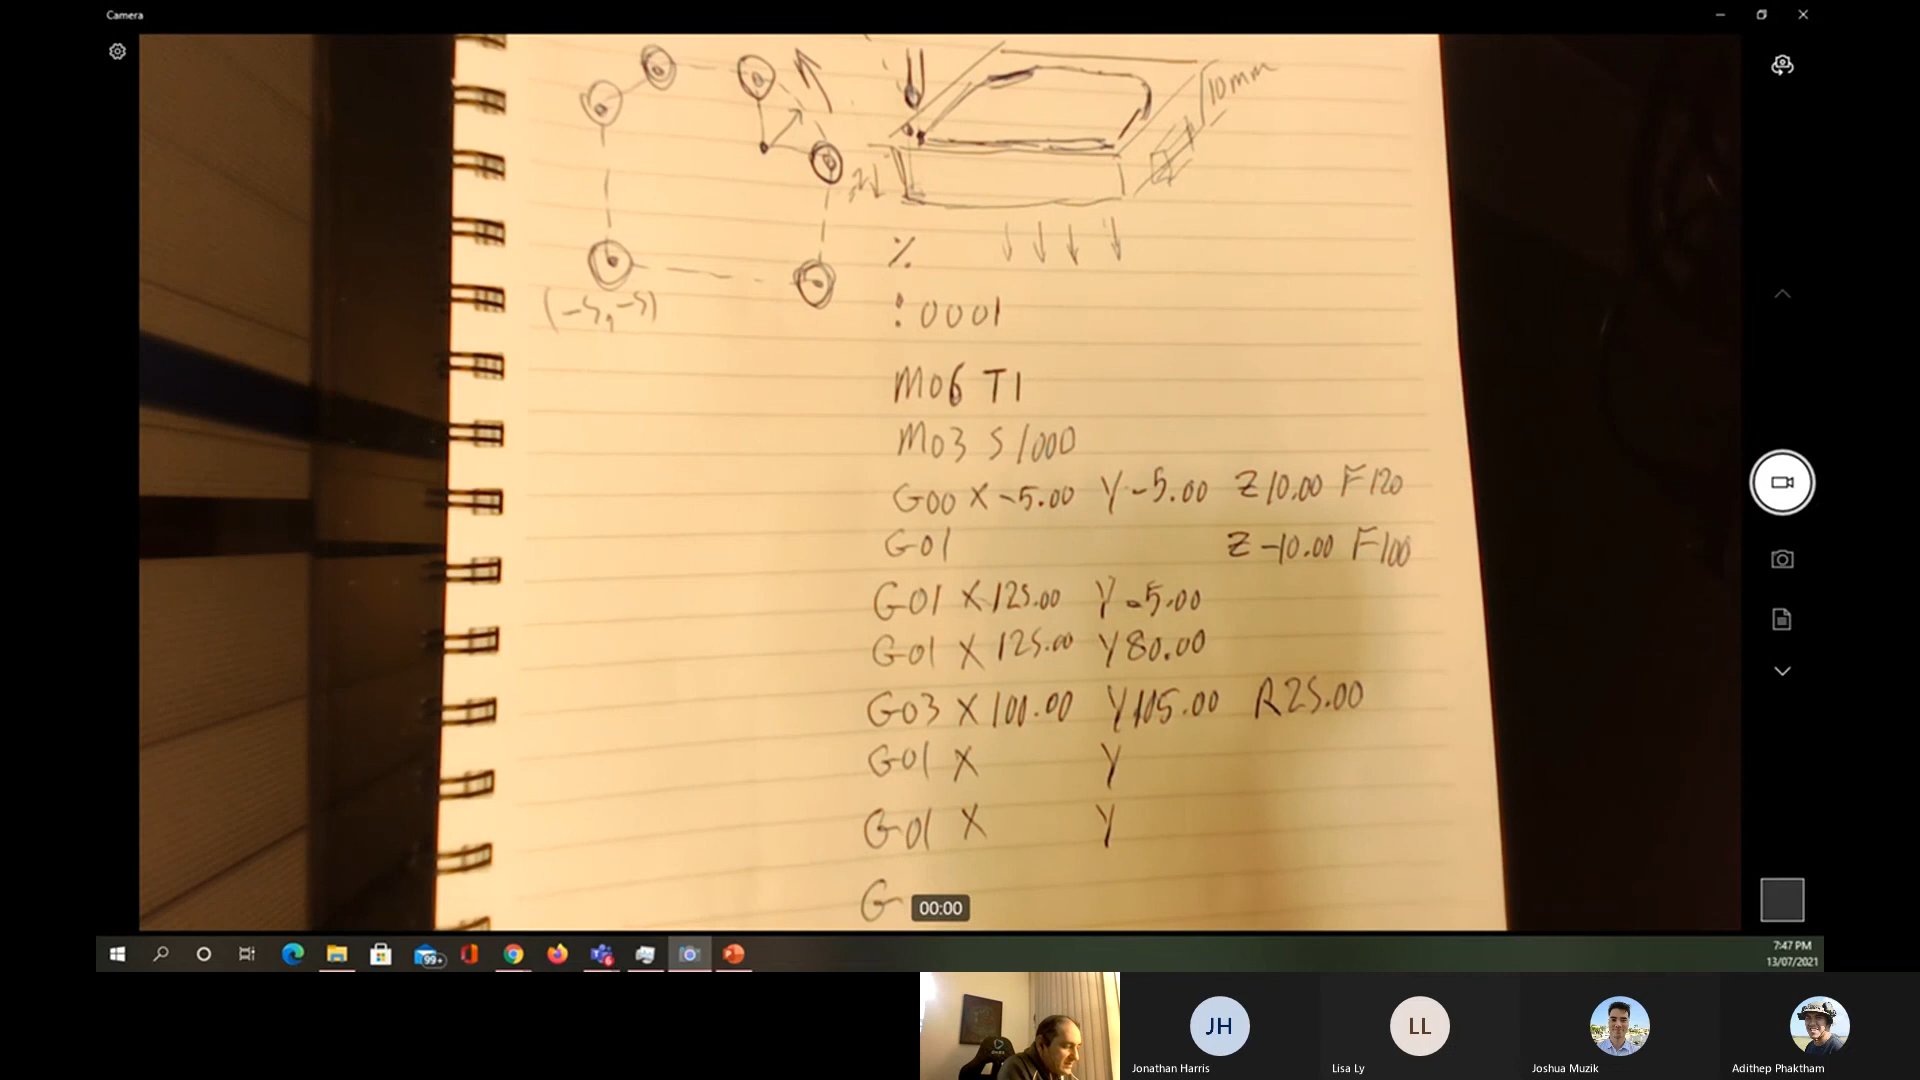 Camera
10mm
(-5,-5)
%
:0001
M06 T1
M03 S1000
G00 X-5.00 Y-5.00 Z10.00 F120
G01 Z-10.00 F100
G01 X125.00 Y-5.00
G01 X125.00 Y80.00
G03 X100.00 Y105.00 R25.00
G01 X Y
G01 X Y
G
00:00
99+
7:47 PM
13/07/2021
JH
LL
Jonathan Harris
Lisa Ly
Joshua Muzik
Adithep Phaktham